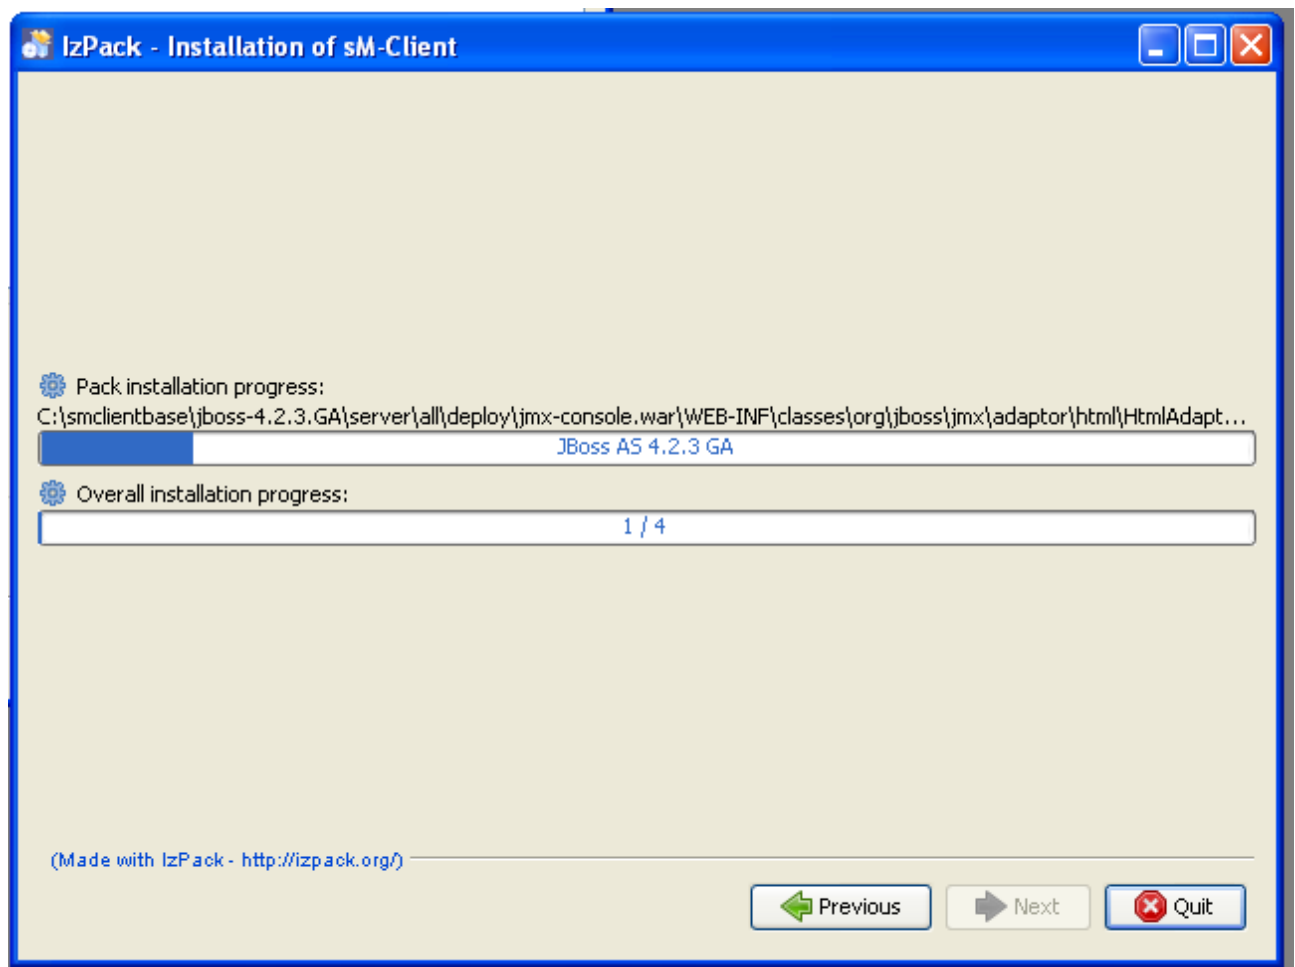 IzPack - Installation of sM-Client
Pack installation progress:
C:\smclientbase\jboss-4.2.3.GA\server\all\deploy\jmx-console.war\WEB-INF\classes\org\jboss\jmx\adaptor\html\HtmlAdapt...
JBoss AS 4.2.3 GA
Overall installation progress:
1 / 4
(Made with IzPack - http://izpack.org/)
Previous
Next
Quit